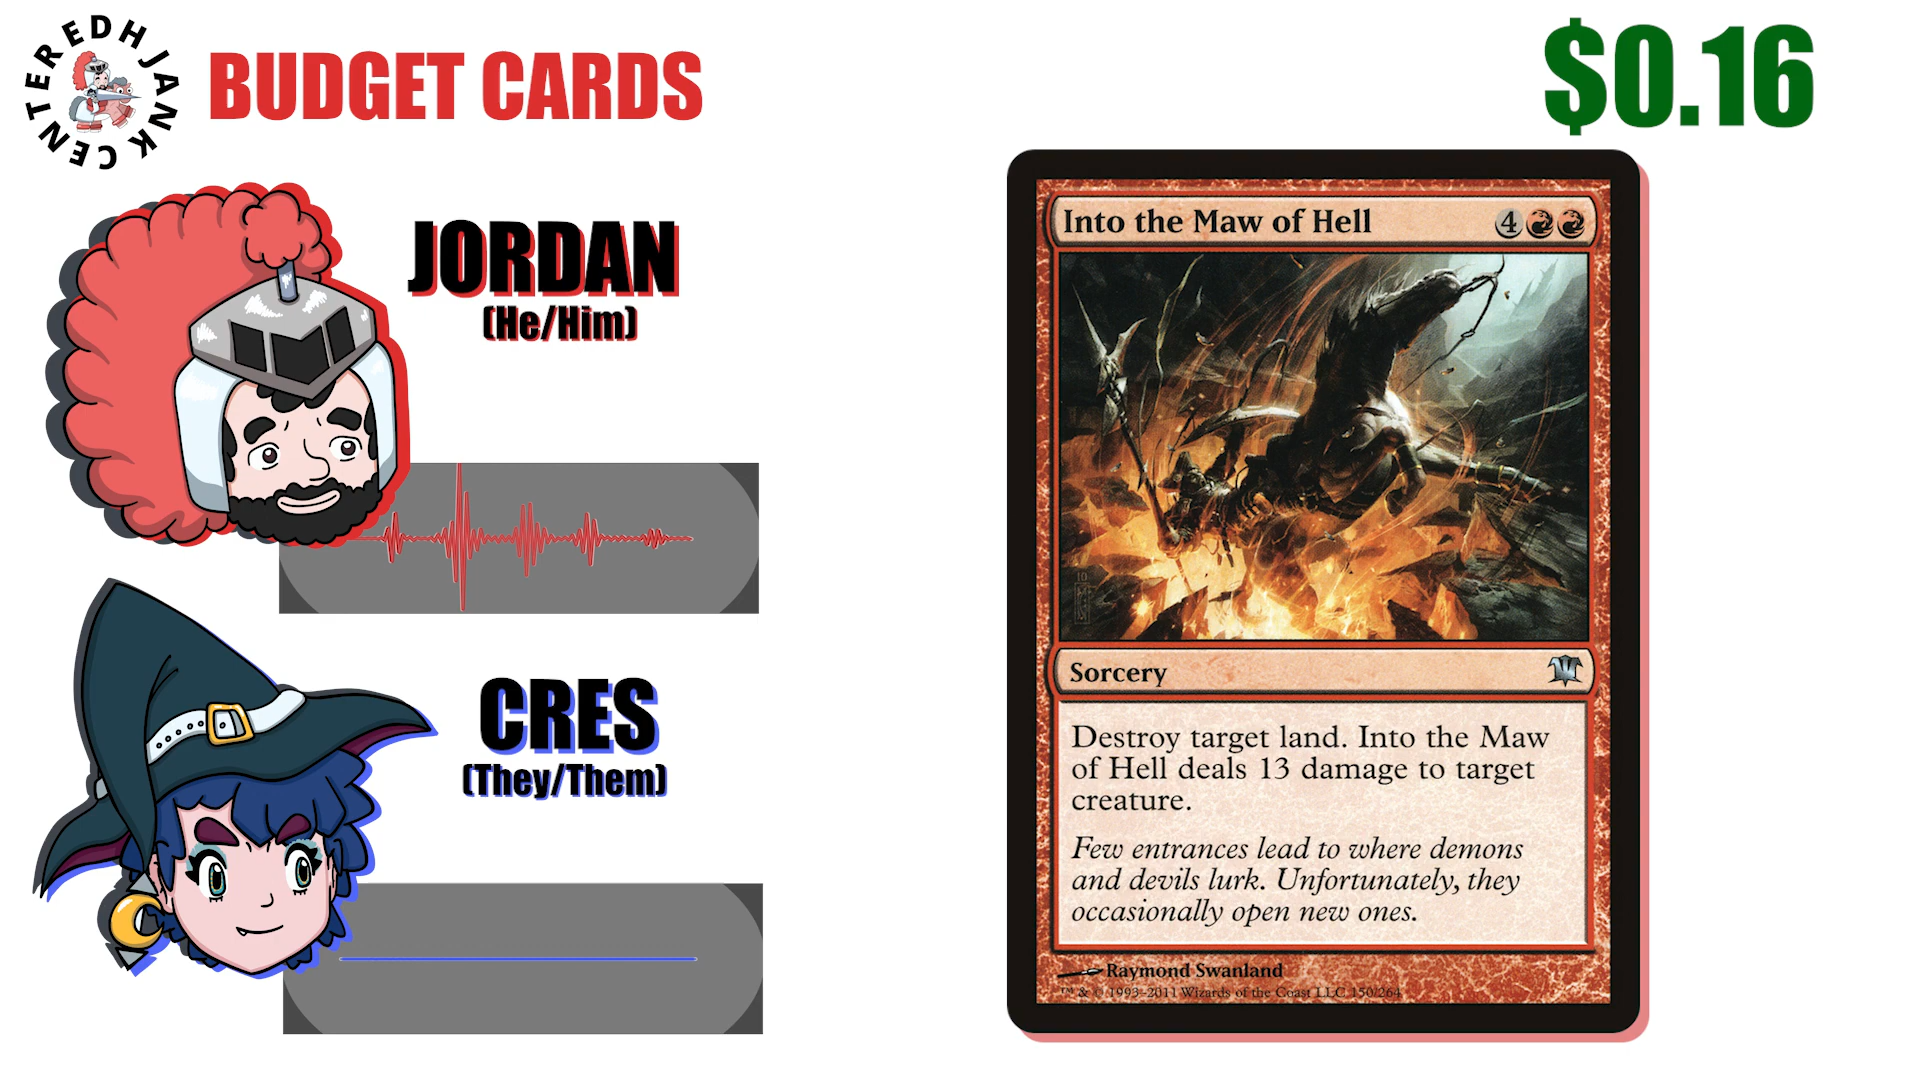 EDH JANK CENTER
BUDGET CARDS
$0.16
JORDAN
(He/Him)
CRES
(They/Them)
Into the Maw of Hell
4
Sorcery
Destroy target land. Into the Maw
of Hell deals 13 damage to target
creature.
Few entrances lead to where demons
and devils lurk. Unfortunately, they
occasionally open new ones.
Raymond Swanland
™ & © 1993–2011 Wizards of the Coast LLC 150/264